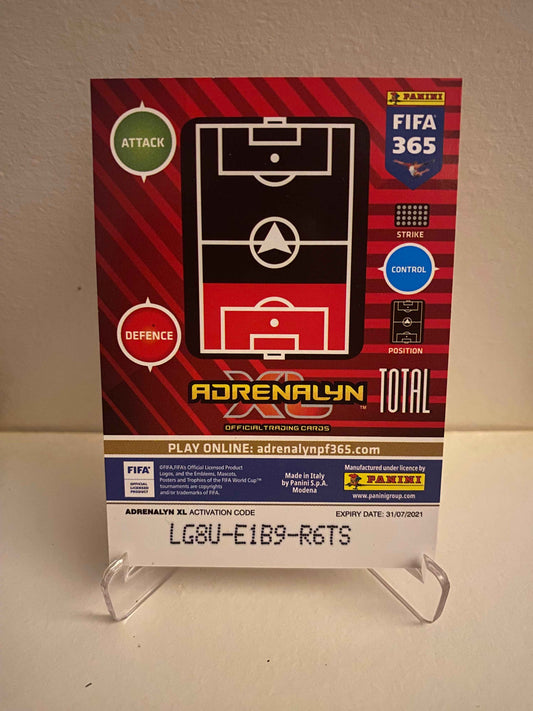 PANINI
FIFA
365
ATTACK
STRIKE
CONTROL
DEFENCE
POSITION
ADRENALYN
XL™
OFFICIAL TRADING CARDS
TOTAL
PLAY ONLINE: adrenalynpf365.com
FIFA®
OFFICIAL
LICENSED
PRODUCT
©FIFA, FIFA's Official Licensed Product
Logos, and the Emblems, Mascots,
Posters and Trophies of the FIFA World Cup™
tournaments are copyrights
and/or trademarks of FIFA.
Made in Italy
by Panini S.p.A.
Modena
Manufactured under licence by
PANINI
www.paninigroup.com
ADRENALYN XL ACTIVATION CODE
EXPIRY DATE: 31/07/2021
LG8U-E1B9-R6TS